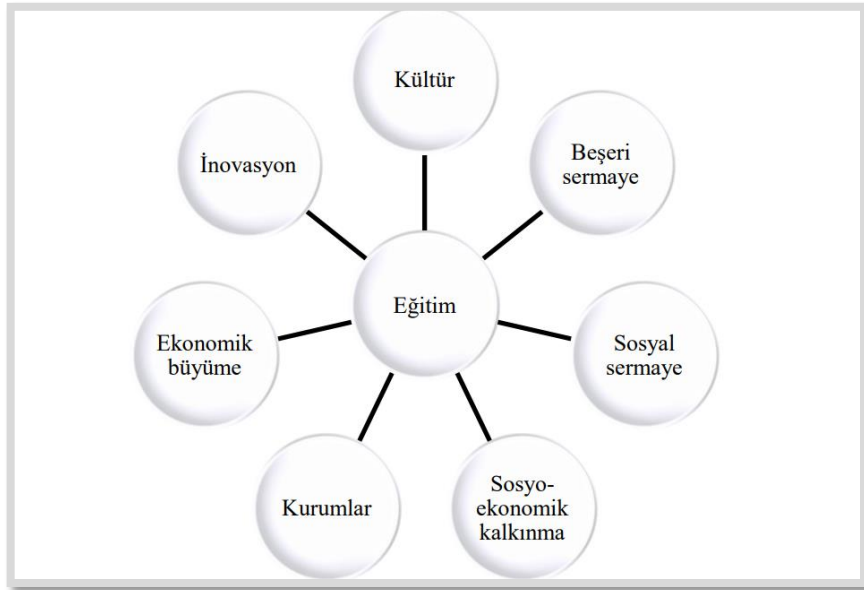 Kültür
İnovasyon
Beşeri
sermaye
Eğitim
Ekonomik
büyüme
Sosyal
sermaye
Kurumlar
Sosyo-
ekonomik
kalkınma